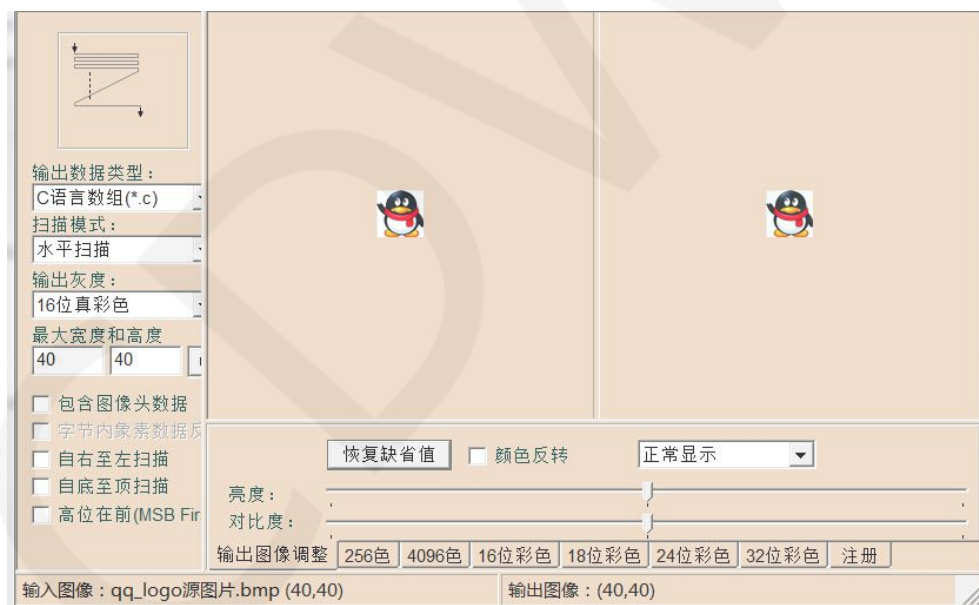 输出数据类型：
C语言数组(*.c)
扫描模式：
水平扫描
输出灰度：
16位真彩色
最大宽度和高度
40 40
包含图像头数据
字节内象素数据反
自右至左扫描
自底至顶扫描
高位在前(MSB Fir
恢复缺省值 颜色反转 正常显示
亮度：
对比度：
输出图像调整 256色 4096色 16位彩色 18位彩色 24位彩色 32位彩色 注册
输入图像：qq_logo源图片.bmp (40,40) 输出图像：(40,40)